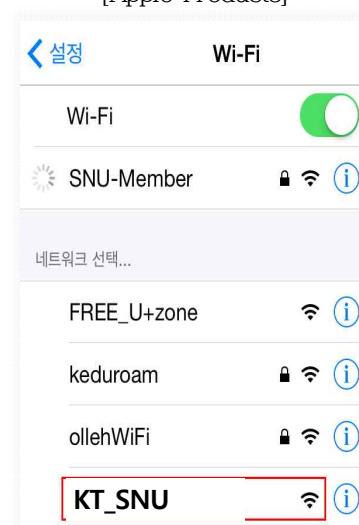 [Apple Products]
설정 Wi-Fi
Wi-Fi
SNU-Member
네트워크 선택...
FREE_U+zone
keduroam
ollehWiFi
KT_SNU